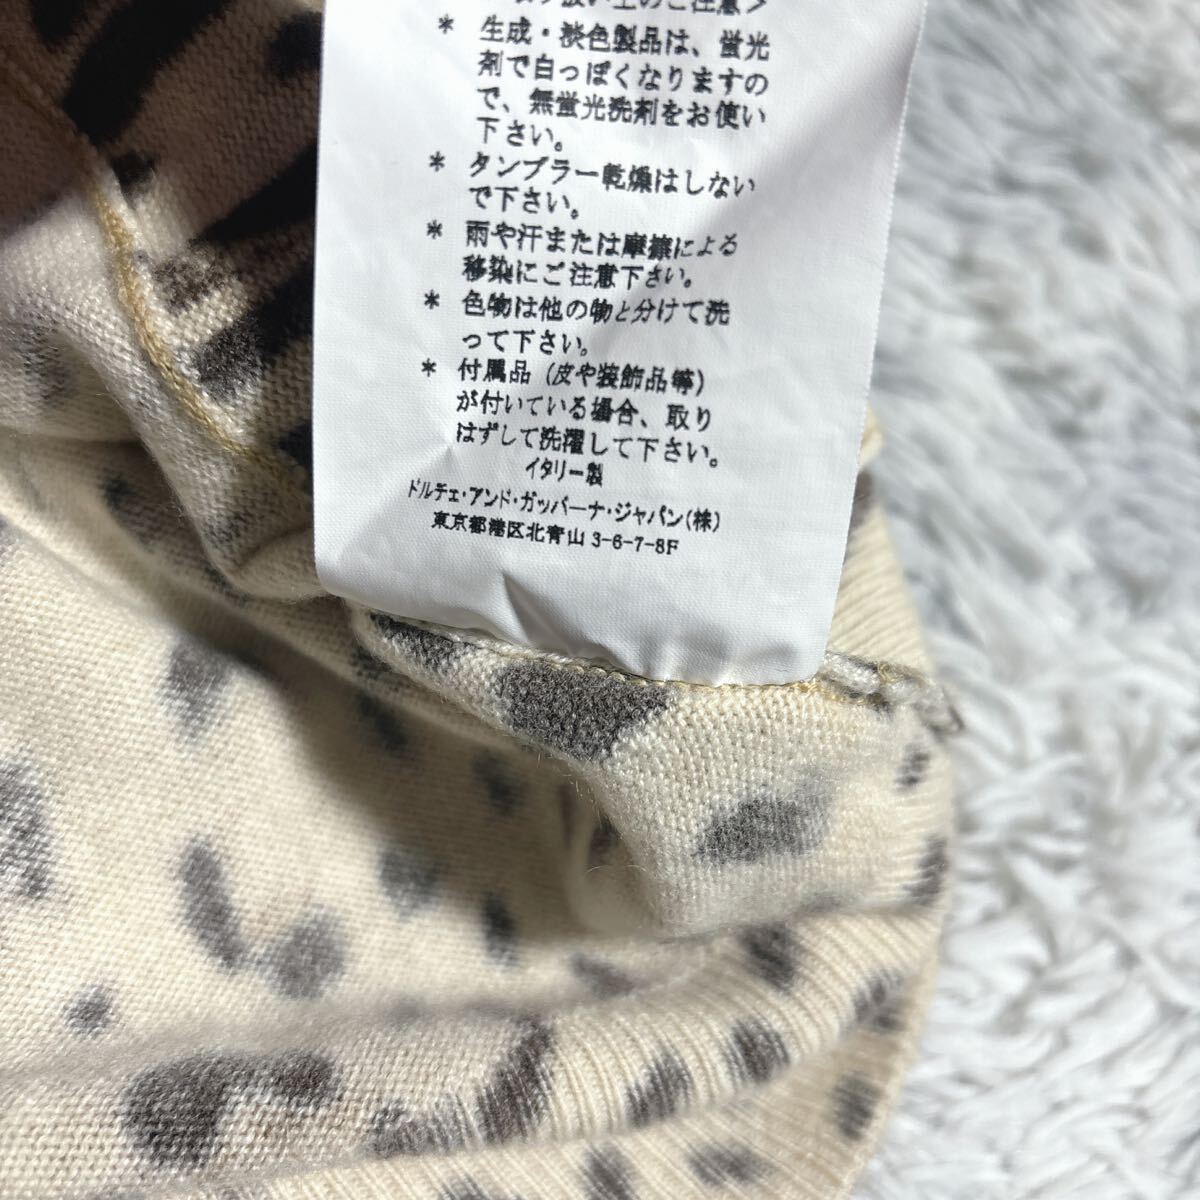 扱い上のご注意>
* 生成・淡色製品は、蛍光
剤で白っぽくなりますの
で、無蛍光洗剤をお使い
下さい。
* タンブラー乾燥はしない
で下さい。
* 雨や汗または摩擦による
移染にご注意下さい。
* 色物は他の物と分けて洗
って下さい。
* 付属品（皮や装飾品等）
が付いている場合、取り
はずして洗濯して下さい。
イタリー製
ドルチェ・アンド・ガッバーナ・ジャパン(株)
東京都港区北青山 3-6-7-8F